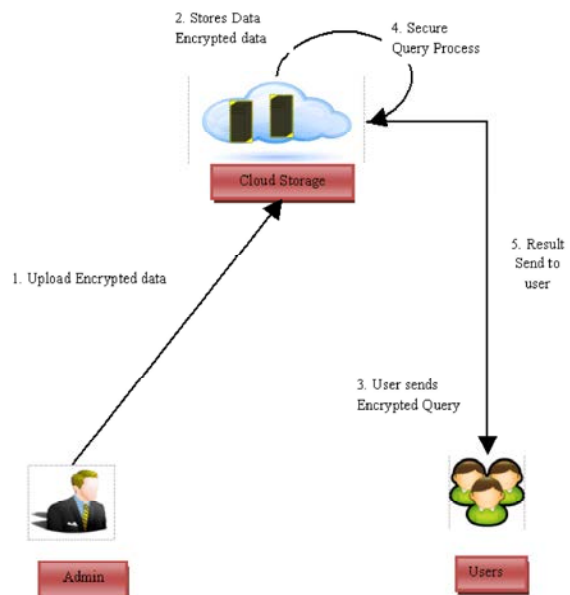 2. Stores Data
Encrypted data
4. Secure
Query Process
Cloud Storage
1. Upload Encrypted data
5. Result
Send to
user
3. User sends
Encrypted Query
Admin
Users